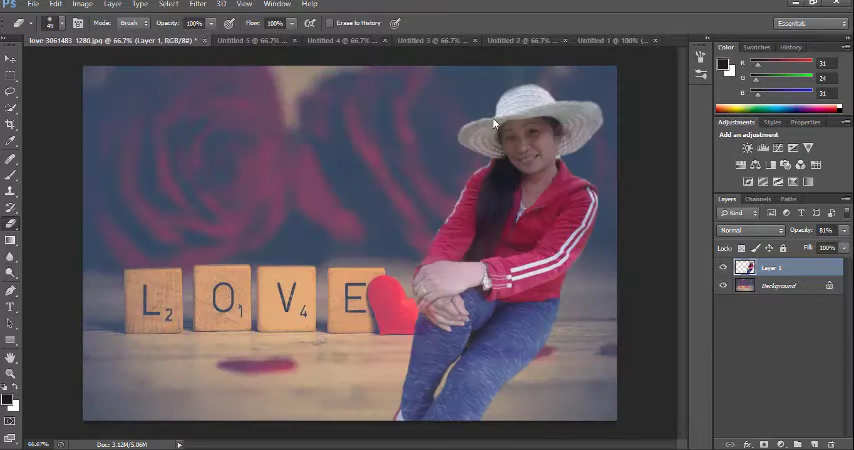 PS File Edit Image Layer Type Select Filter 3D View Window Help
49 Mode: Brush Opacity: 100% Flow: 100% Erase to History Essentials
love-3061483_1280.jpg @ 66.7% (Layer 1, RGB/8#) * × Untitled-5 @ 66.7%... × Untitled-4 @ 66.7%... × Untitled-3 @ 66.7%... × Untitled-2 @ 66.7%... × Untitled-1 @ 100% (... ×
Color Swatches History
R 31
G 24
B 31
Adjustments Styles Properties
Add an adjustment
Layers Channels Paths
Kind
Normal Opacity: 81%
Lock: Fill: 100%
Layer 1
Background
L2 O1 V4 E
66.67% Doc: 3.12M/5.06M
fx